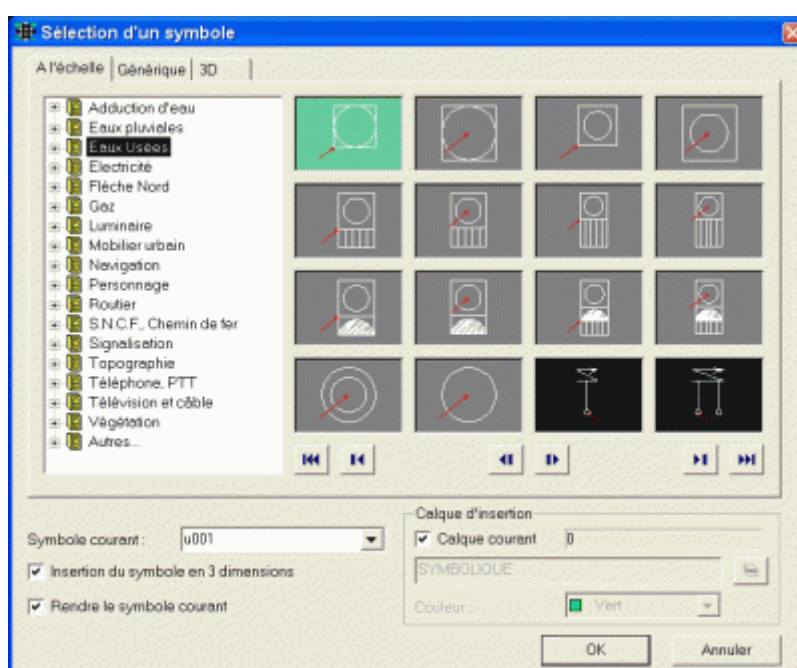 Sélection d'un symbole
A l'échelle Générique 3D
Adduction d'eau
Eaux pluviales
Eaux Usées
Electricité
Flèche Nord
Gaz
Luminaire
Mobilier urbain
Navigation
Personnage
Routier
S.N.C.F., Chemin de fer
Signalisation
Topographie
Téléphone, PTT
Télévision et câble
Végétation
Autres...
Symbole courant : u001
Insertion du symbole en 3 dimensions
Rendre le symbole courant
Calque d'insertion
Calque courant 0
SYMBOLIQUE
Couleur : Vert
OK Annuler